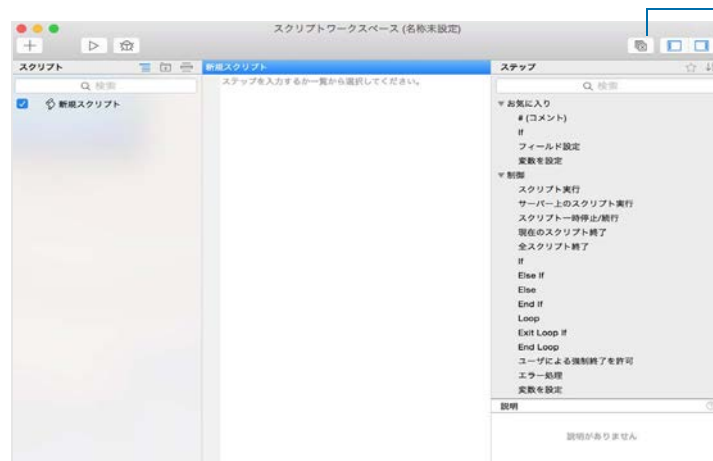 スクリプトワークスペース (名称未設定)
スクリプト
検索
新規スクリプト
新規スクリプト
ステップを入力するか一覧から選択してください。
ステップ
検索
お気に入り
# (コメント)
If
フィールド設定
変数を設定
制御
スクリプト実行
サーバー上のスクリプト実行
スクリプト一時停止/続行
現在のスクリプト終了
全スクリプト終了
If
Else If
Else
End If
Loop
Exit Loop If
End Loop
ユーザによる強制終了を許可
エラー処理
変数を設定
説明
説明がありません